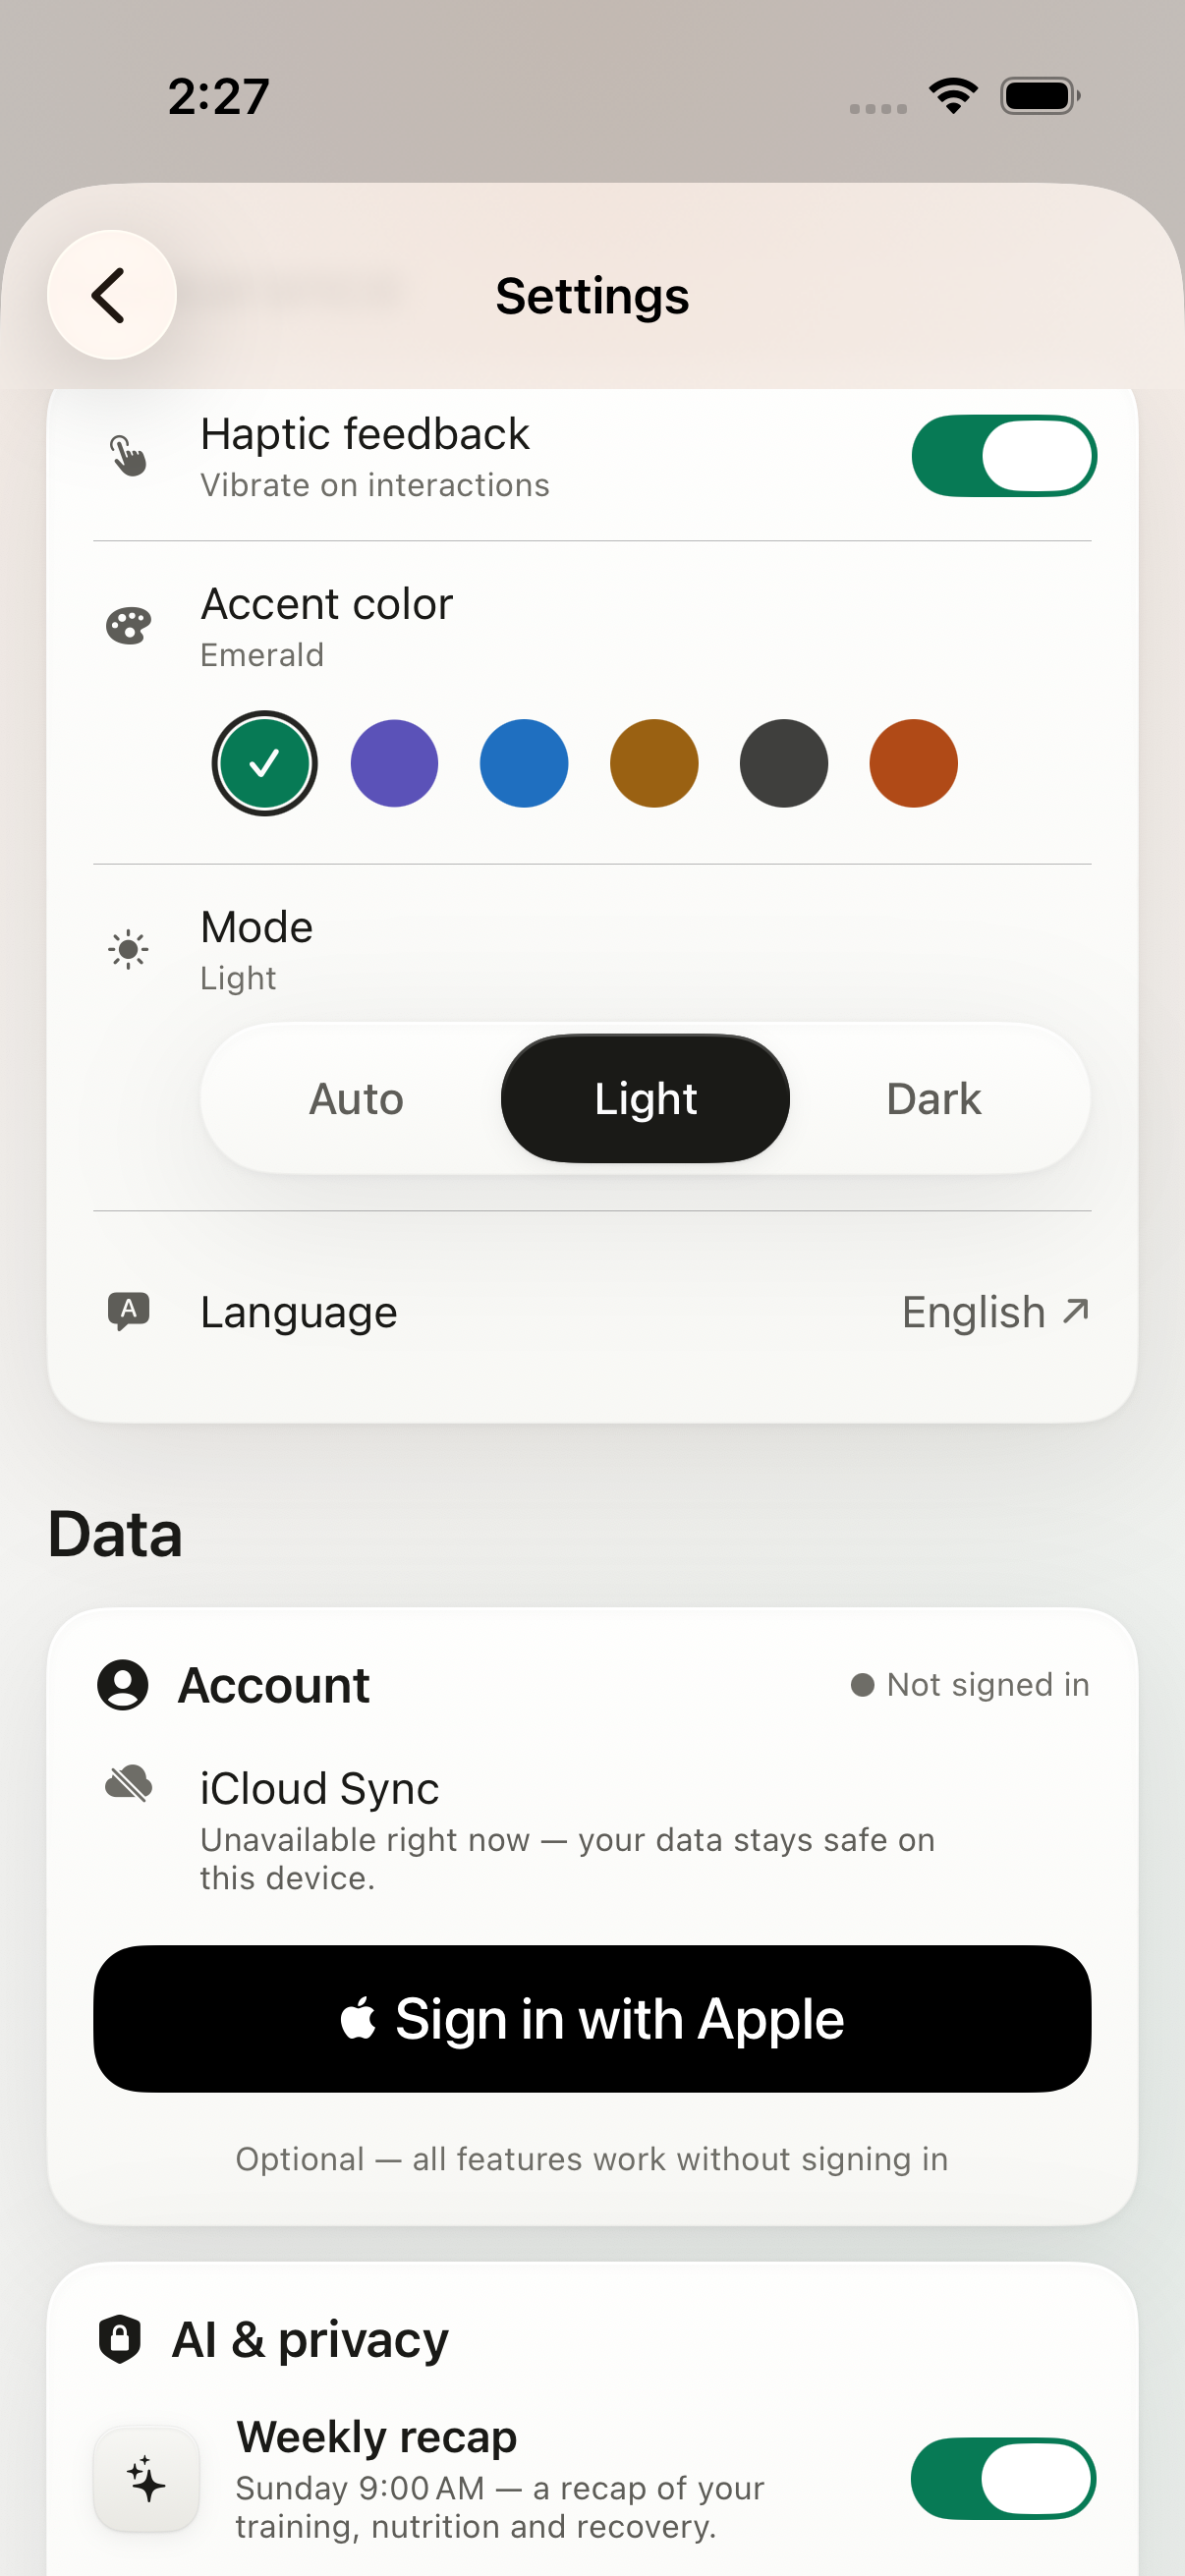 2:27
Settings
Haptic feedback
Vibrate on interactions
Accent color
Emerald
Mode
Light
Auto
Light
Dark
A
Language
English
Data
Account
Not signed in
iCloud Sync
Unavailable right now — your data stays safe on
this device.
Sign in with Apple
Optional — all features work without signing in
AI & privacy
Weekly recap
Sunday 9:00 AM — a recap of your
training, nutrition and recovery.